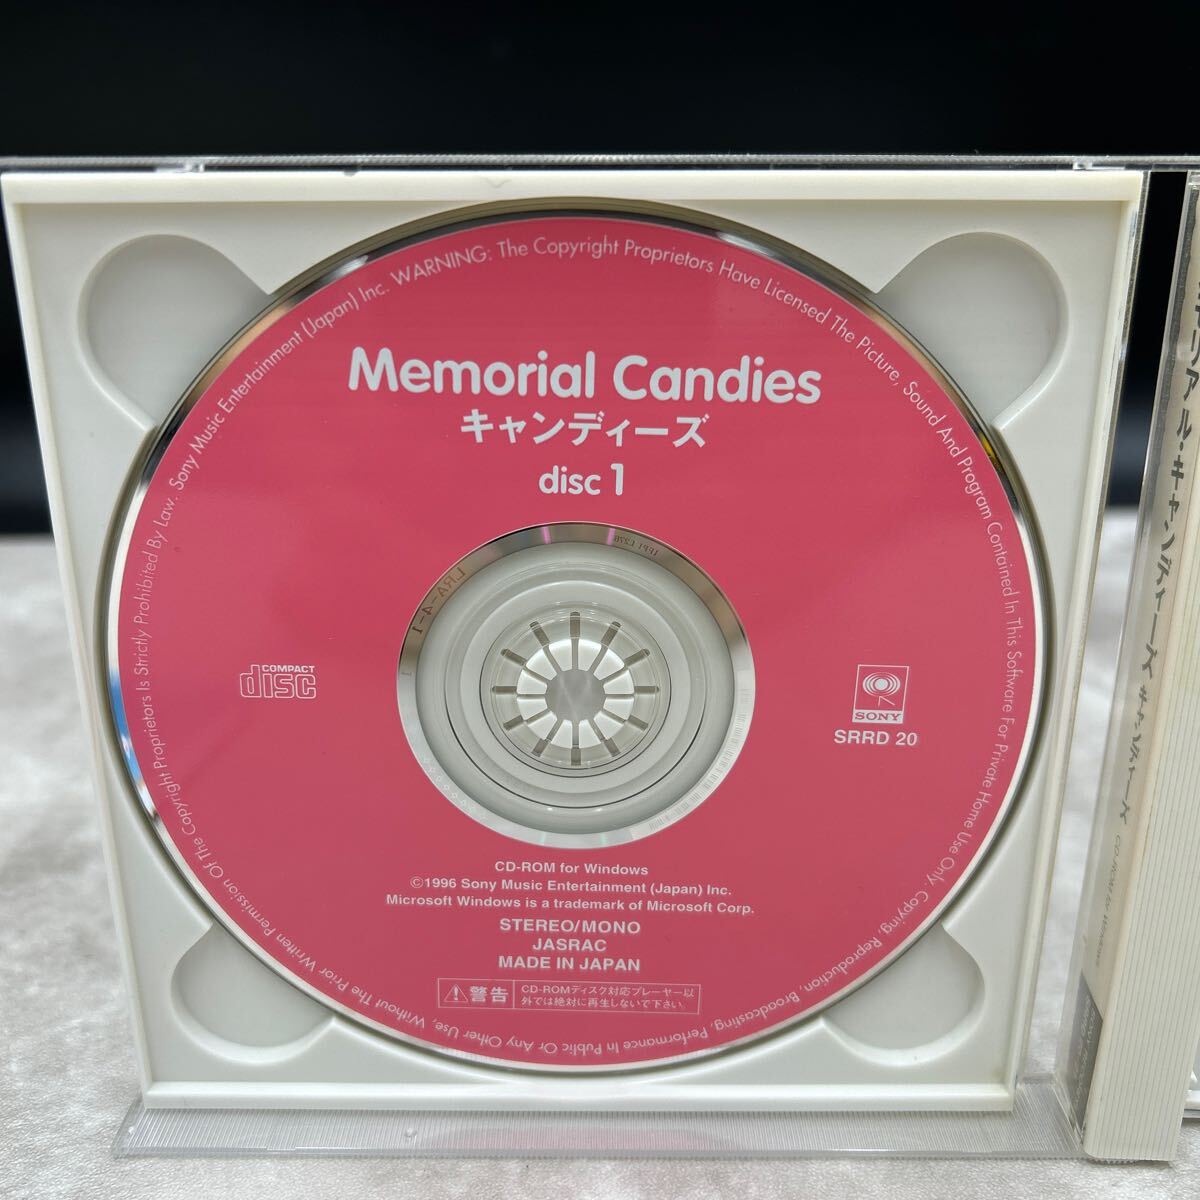 Memorial Candies
キャンディーズ
disc 1
COMPACT
disc
SONY
SRRD 20
CD-ROM for Windows
©1996 Sony Music Entertainment (Japan) Inc.
Microsoft Windows is a trademark of Microsoft Corp.
STEREO/MONO
JASRAC
MADE IN JAPAN
警告
CD-ROMディスク対応プレーヤー以
外では絶対に再生しないで下さい。
Sony Music Entertainment (Japan) Inc. WARNING: The Copyright Proprietors Have Licensed The Picture, Sound And Program Contained In This Software For Private Home Use Only. Copying, Reproduction, Broadcasting, Performance In Public Or Any Other Use, Without The Prior Written Permission Of The Copyright Proprietors Is Strictly Prohibited By Law.
LRA-4-1
リアル・キャンディーズ キャンディーズ CD-ROM for Windows